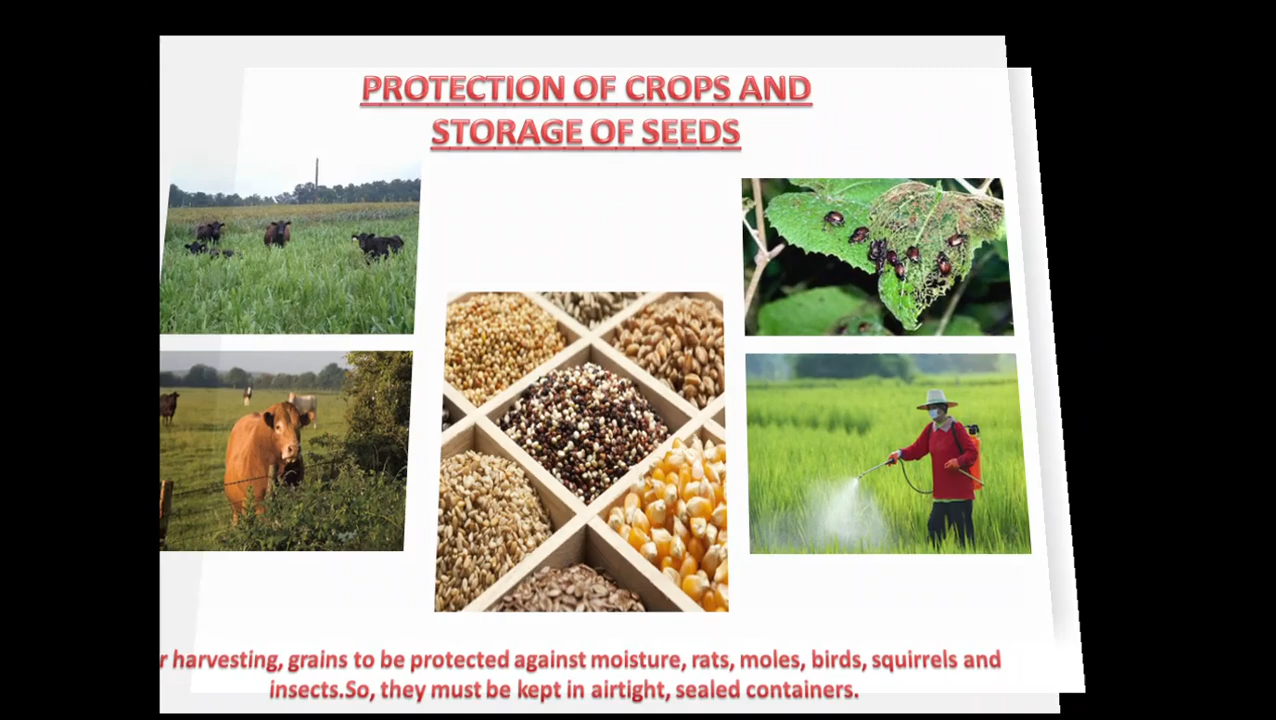 PROTECTION OF CROPS AND
STORAGE OF SEEDS
r harvesting, grains to be protected against moisture, rats, moles, birds, squirrels and
insects.So, they must be kept in airtight, sealed containers.